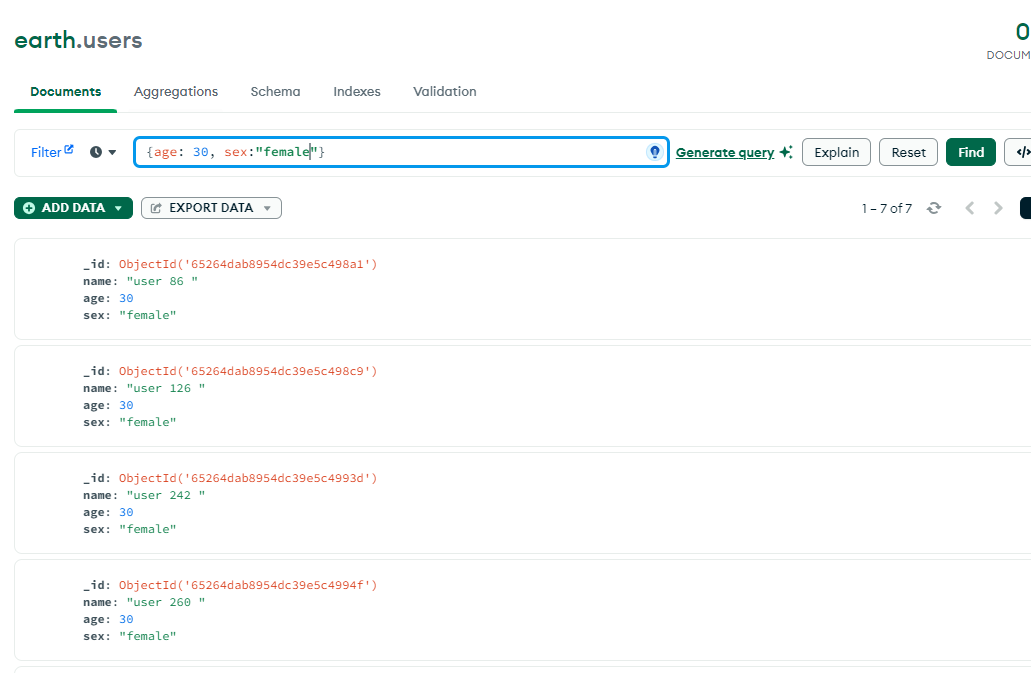 earth.users
0
DOCUM
Documents Aggregations Schema Indexes Validation
Filter {age: 30, sex:"female"} Generate query Explain Reset Find </>
ADD DATA EXPORT DATA 1 – 7 of 7
_id: ObjectId('65264dab8954dc39e5c498a1')
name: "user 86 "
age: 30
sex: "female"
_id: ObjectId('65264dab8954dc39e5c498c9')
name: "user 126 "
age: 30
sex: "female"
_id: ObjectId('65264dab8954dc39e5c4993d')
name: "user 242 "
age: 30
sex: "female"
_id: ObjectId('65264dab8954dc39e5c4994f')
name: "user 260 "
age: 30
sex: "female"